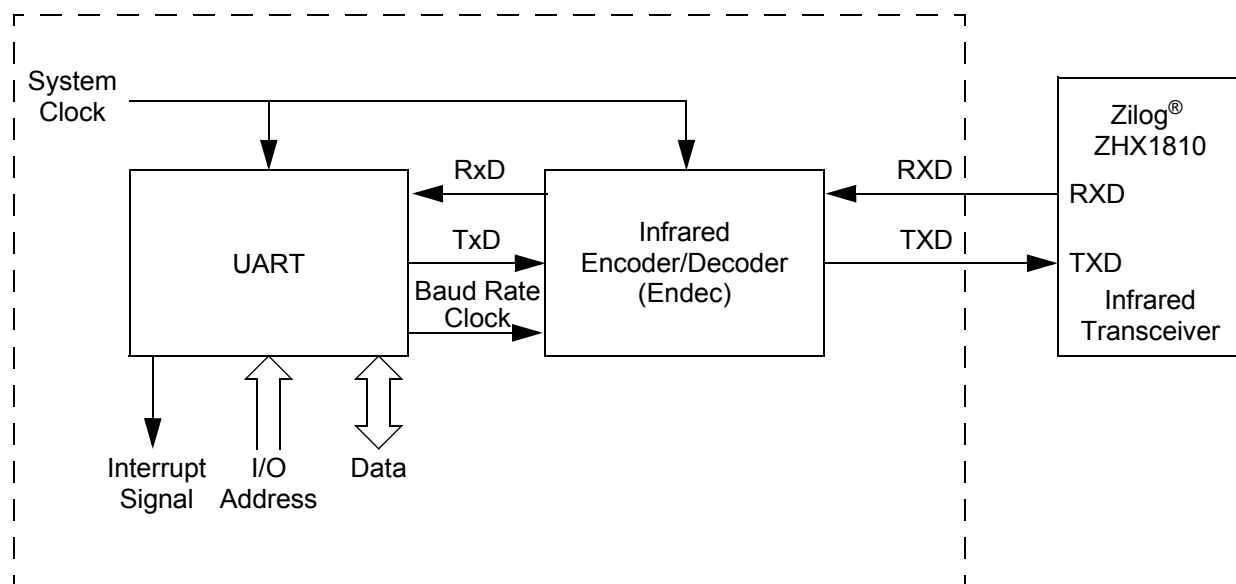 System
Clock
Zilog®
ZHX1810
RxD
RXD
RXD
UART
TxD
Infrared
Encoder/Decoder
(Endec)
TXD
TXD
Baud Rate
Clock
Infrared
Transceiver
Interrupt
Signal
I/O
Address
Data